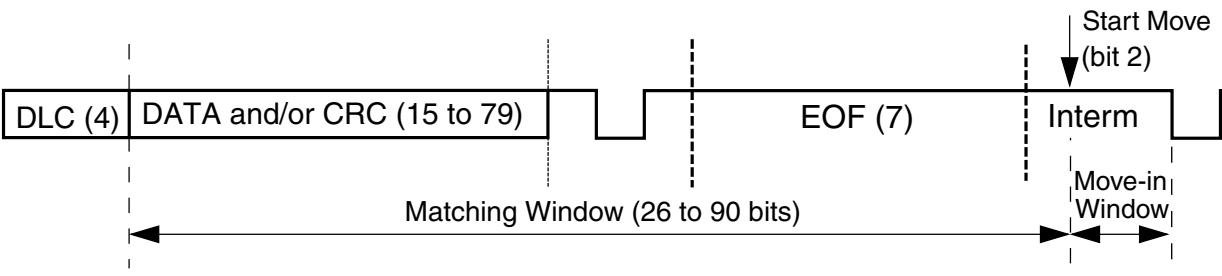 Start Move
(bit 2)
DLC (4) DATA and/or CRC (15 to 79) EOF (7) Interm
Move-in
Window
Matching Window (26 to 90 bits)